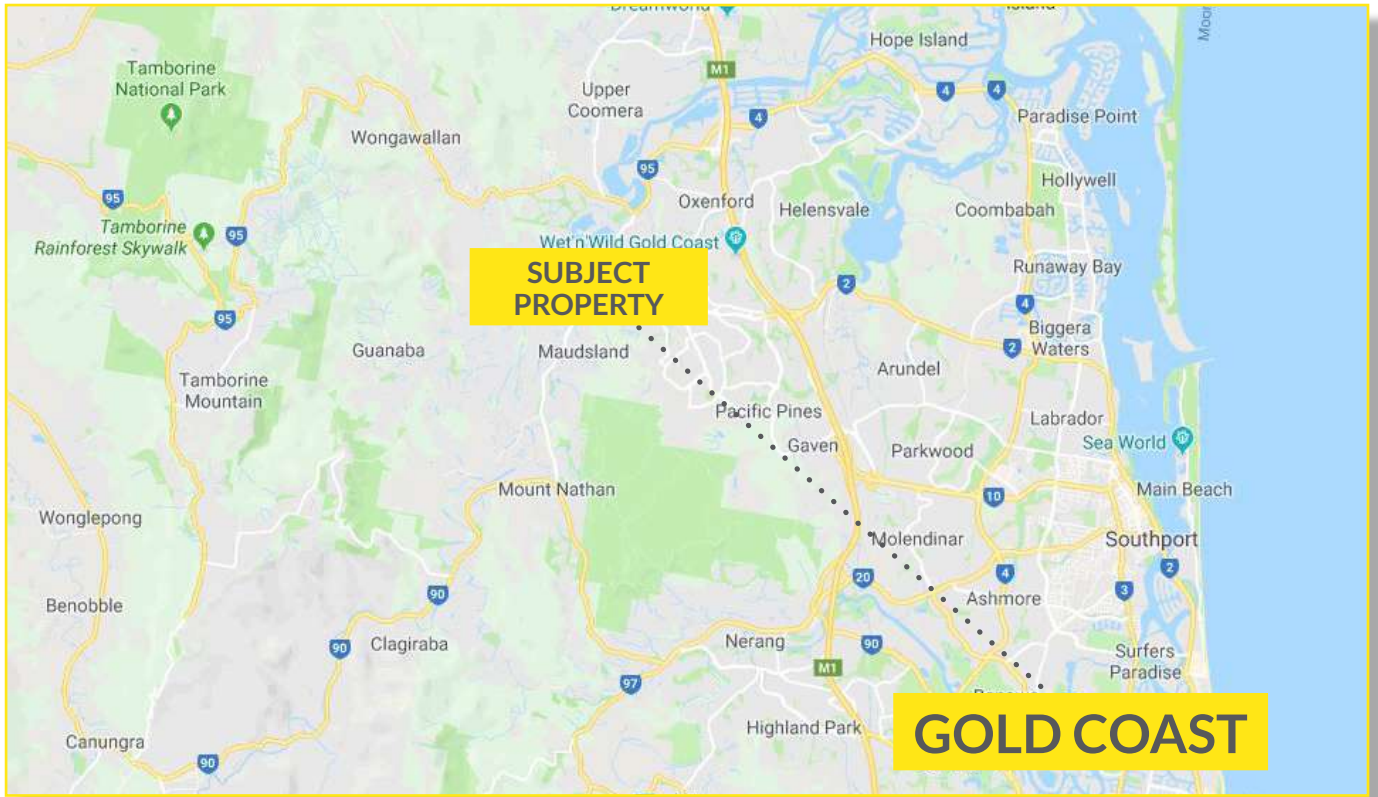 Dreamworld
Island
Moor
Hope Island
M1
Tamborine
National Park
Upper
Coomera
4
4
4
Paradise Point
Wongawallan
95
Hollywell
95
Oxenford
Helensvale
Coombabah
Tamborine
Rainforest Skywalk
95
Wet'n'Wild Gold Coast
SUBJECT
PROPERTY
Runaway Bay
2
4
95
Biggera
Waters
2
Guanaba
Maudsland
Arundel
Tamborine
Mountain
Pacific Pines
Labrador
Gaven
Parkwood
Sea World
Mount Nathan
10
Main Beach
Wonglepong
Molendinar
Southport
2
20
4
3
90
Ashmore
Benobble
Clagiraba
90
Nerang
90
Surfers
Paradise
M1
97
Highland Park
GOLD COAST
Canungra
90